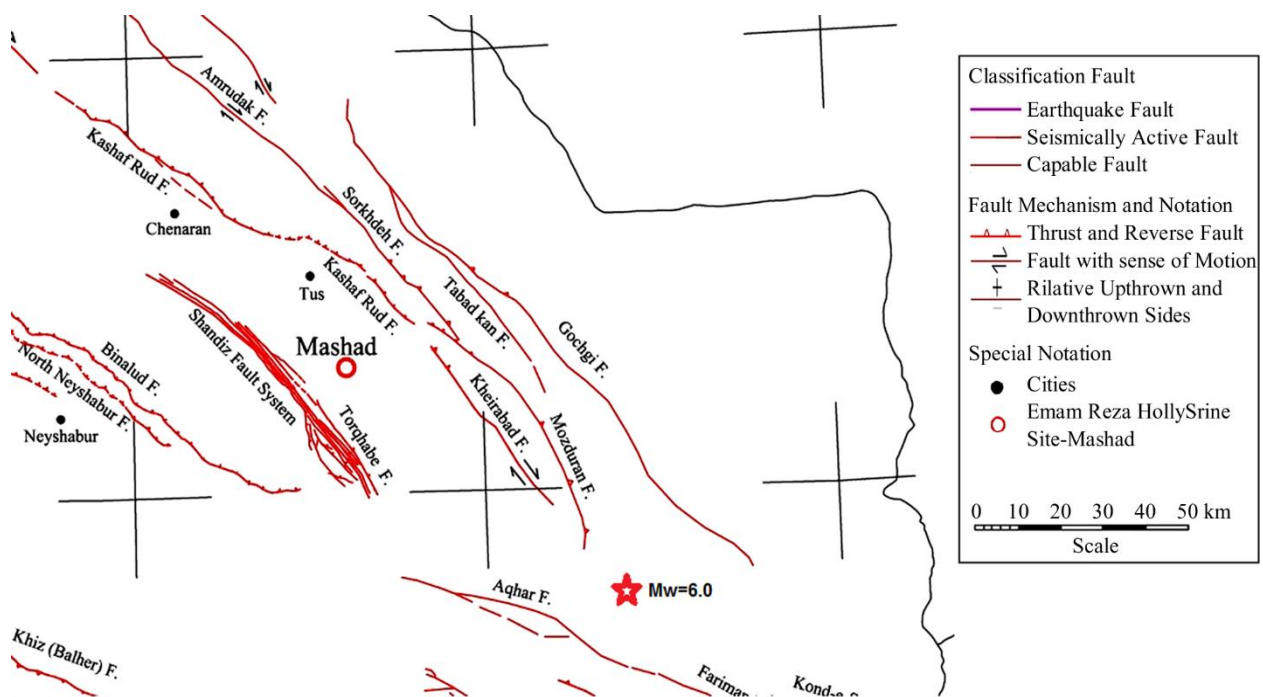 Amrudak F.
Kashaf Rud F.
Chenaran
Sorkhdeh F.
Kashaf Rud F.
Tus
Tabad kan F.
Gochgi F.
Mashad
Shandiz Fault System
Torqhabe F.
Binalud F.
North Neyshabur F.
Neyshabur
Kheirabad F.
Mozduran F.
Aqhar F.
Mw=6.0
Khiz (Balher) F.
Fariman
Classification Fault
Earthquake Fault
Seismically Active Fault
Capable Fault
Fault Mechanism and Notation
Thrust and Reverse Fault
Fault with sense of Motion
Rilative Upthrown and
Downthrown Sides
Special Notation
Cities
Emam Reza HollySrine
Site-Mashad
0 10 20 30 40 50 km
Scale